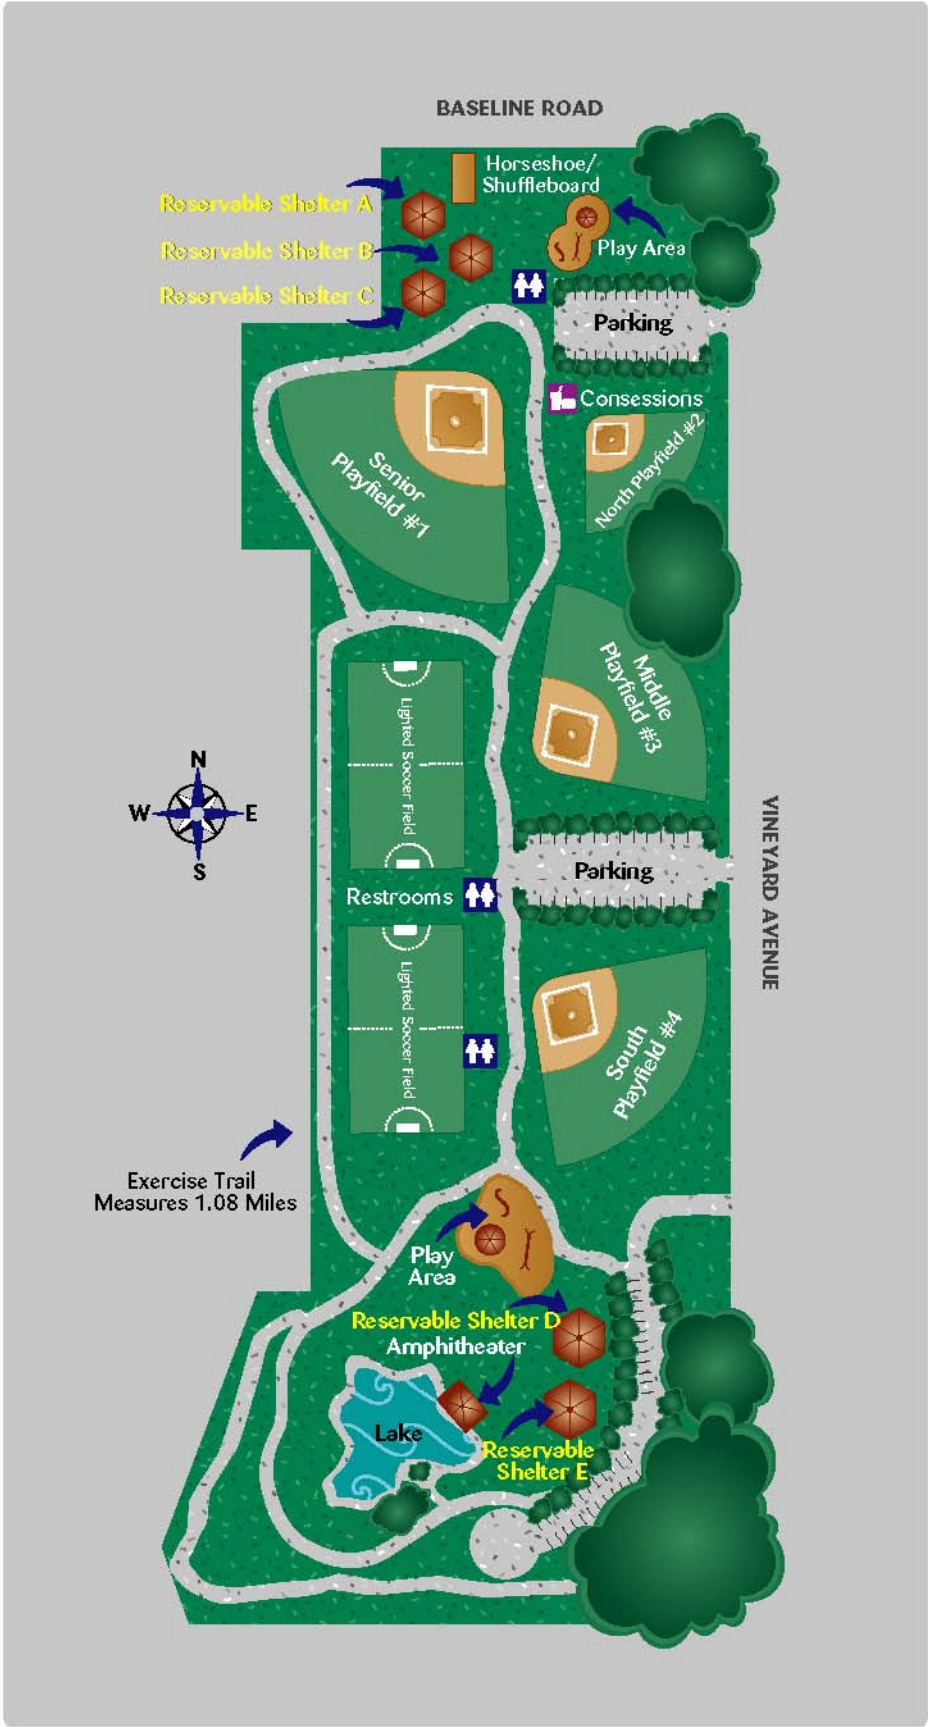 BASELINE ROAD
Horseshoe/
Shuffleboard
Reservable Shelter A
Reservable Shelter B
Play Area
Reservable Shelter C
Parking
Consessions
North Playfield #2
Senior
Playfield #1
Middle
Playfield #3
Lighted Soccer Field
N
W
E
S
VINEYARD AVENUE
Parking
Restrooms
Lighted Soccer Field
South
Playfield #4
Exercise Trail
Measures 1.08 Miles
Play
Area
Reservable Shelter D
Amphitheater
Lake
Reservable
Shelter E